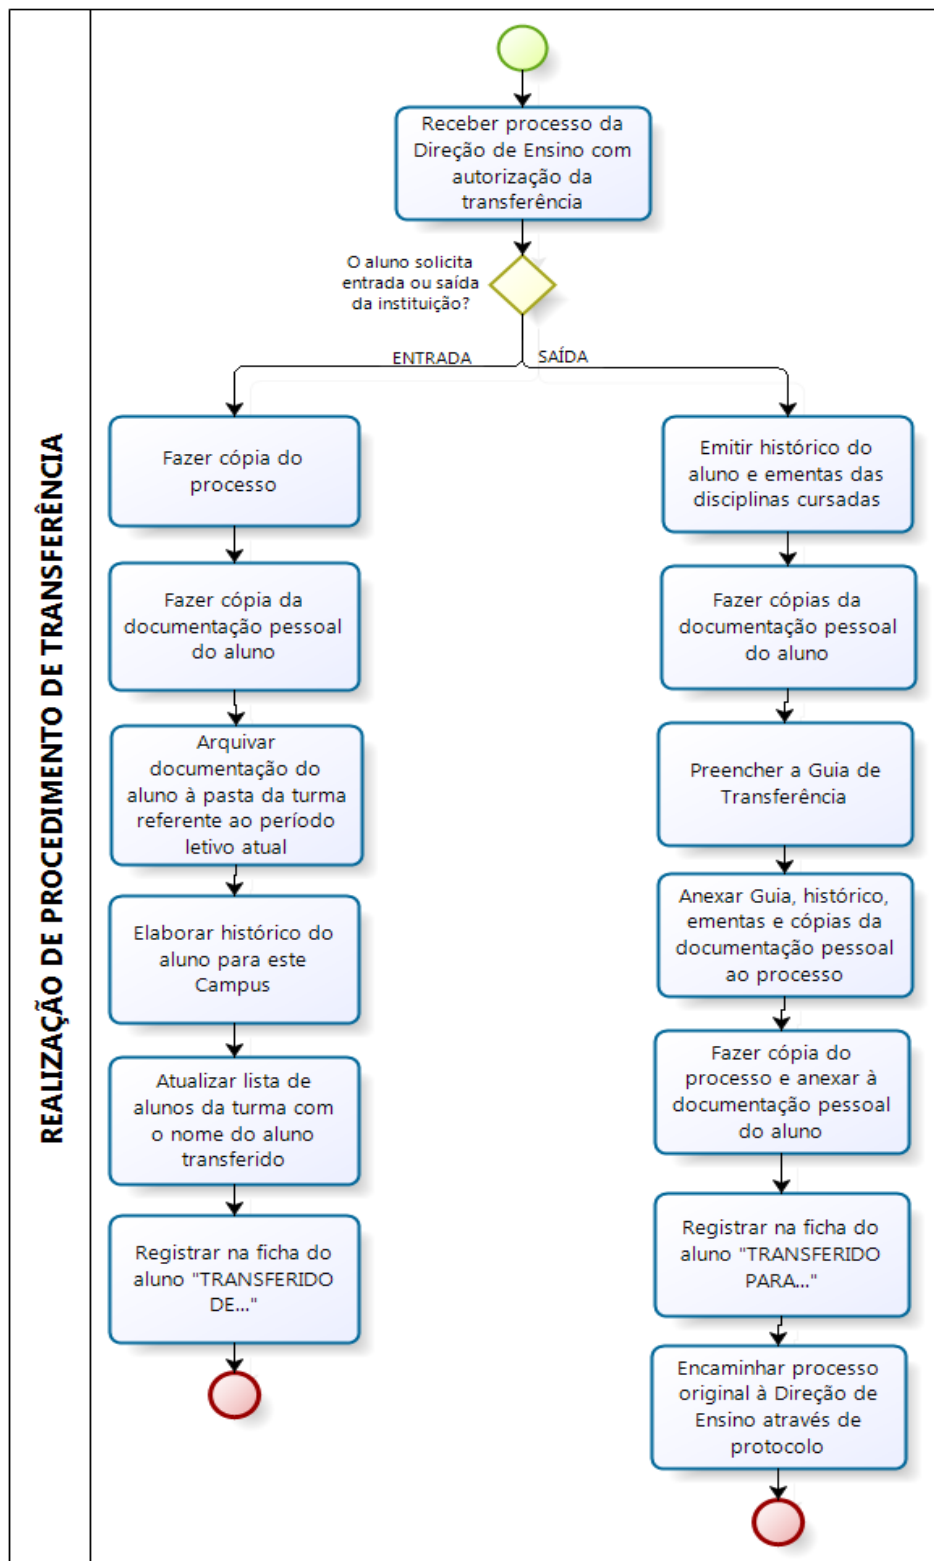 REALIZAÇÃO DE PROCEDIMENTO DE TRANSFERÊNCIA
Receber processo da
Direção de Ensino com
autorização da
transferência
O aluno solicita
entrada ou saída
da instituição?
ENTRADA
SAÍDA
Fazer cópia do
processo
Fazer cópia da
documentação pessoal
do aluno
Arquivar
documentação do
aluno à pasta da turma
referente ao período
letivo atual
Elaborar histórico do
aluno para este
Campus
Atualizar lista de
alunos da turma com
o nome do aluno
transferido
Registrar na ficha do
aluno "TRANSFERIDO
DE..."
Emitir histórico do
aluno e ementas das
disciplinas cursadas
Fazer cópias da
documentação pessoal
do aluno
Preencher a Guia de
Transferência
Anexar Guia, histórico,
ementas e cópias da
documentação pessoal
ao processo
Fazer cópia do
processo e anexar à
documentação pessoal
do aluno
Registrar na ficha do
aluno "TRANSFERIDO
PARA..."
Encaminhar processo
original à Direção de
Ensino através de
protocolo